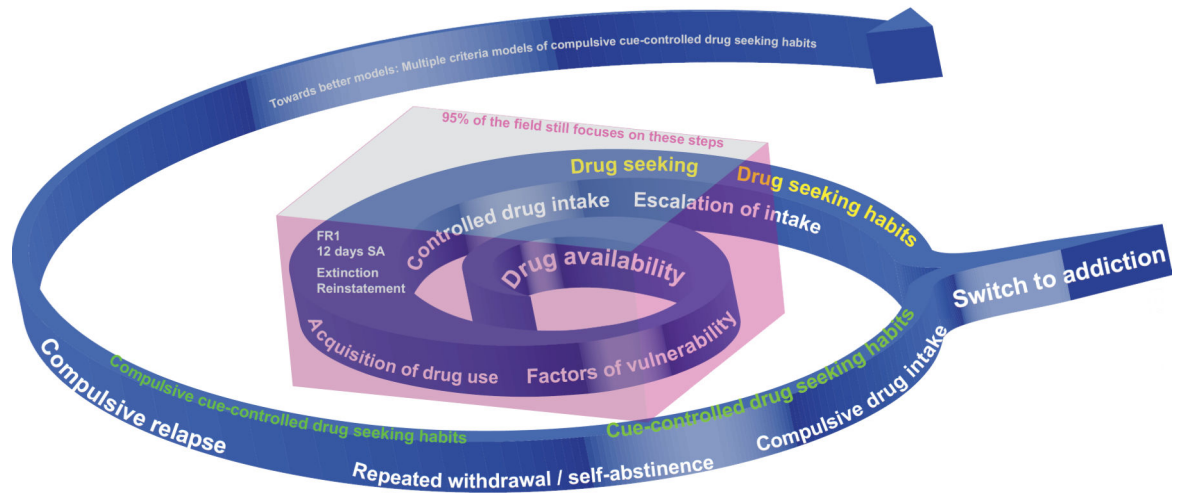 Towards better models: Multiple criteria models of compulsive cue-controlled drug seeking habits
95% of the field still focuses on these steps
Drug seeking
Drug seeking habits
Controlled drug intake
Escalation of intake
FR1
12 days SA
Extinction
Reinstatement
Drug availability
Switch to addiction
Acquisition of drug use
Factors of vulnerability
Compulsive cue-controlled drug seeking habits
Cue-controlled drug seeking habits
Compulsive relapse
Repeated withdrawal / self-abstinence
Compulsive drug intake